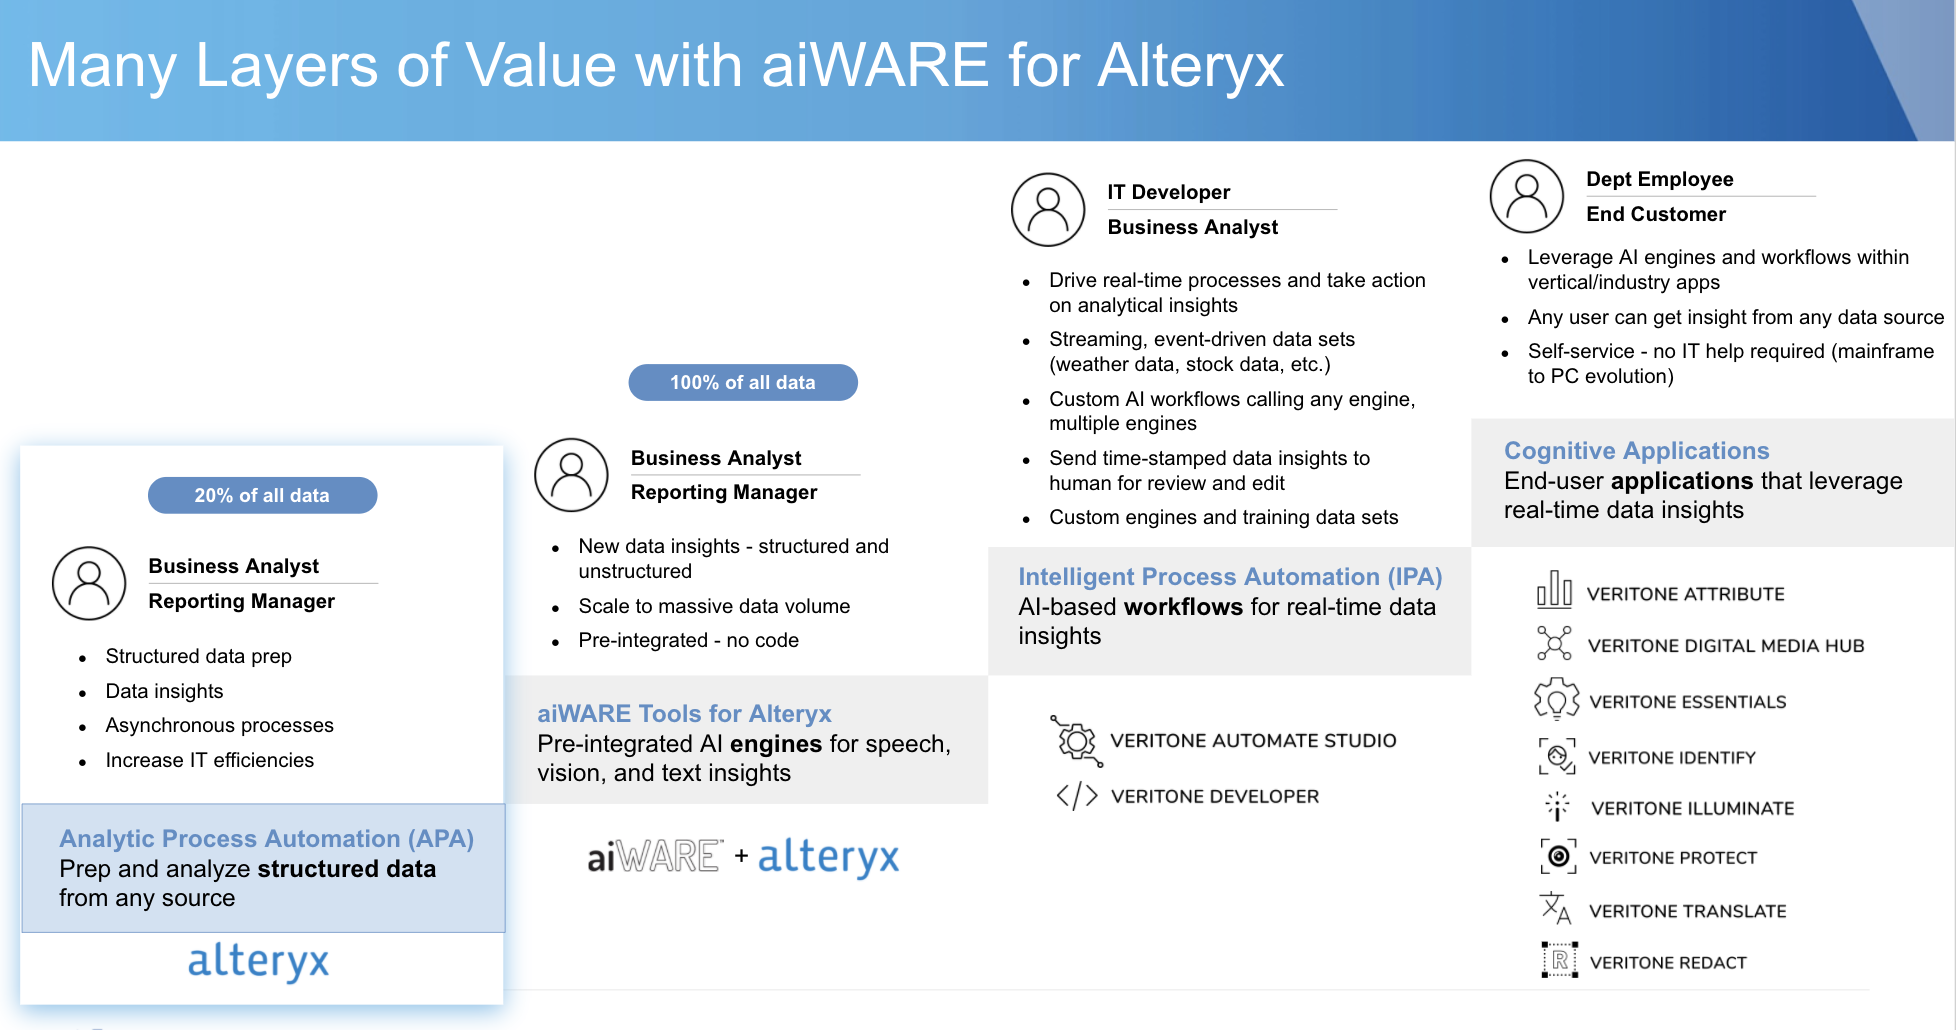 Many Layers of Value with aiWARE for Alteryx
20% of all data
Business Analyst
Reporting Manager
• Structured data prep
• Data insights
• Asynchronous processes
• Increase IT efficiencies
Analytic Process Automation (APA)
Prep and analyze structured data
from any source
alteryx
100% of all data
Business Analyst
Reporting Manager
• New data insights - structured and
unstructured
• Scale to massive data volume
• Pre-integrated - no code
aiWARE Tools for Alteryx
Pre-integrated AI engines for speech,
vision, and text insights
aiWARE™ + alteryx
IT Developer
Business Analyst
• Drive real-time processes and take action
on analytical insights
• Streaming, event-driven data sets
(weather data, stock data, etc.)
• Custom AI workflows calling any engine,
multiple engines
• Send time-stamped data insights to
human for review and edit
• Custom engines and training data sets
Intelligent Process Automation (IPA)
AI-based workflows for real-time data
insights
VERITONE AUTOMATE STUDIO
</> VERITONE DEVELOPER
Dept Employee
End Customer
• Leverage AI engines and workflows within
vertical/industry apps
• Any user can get insight from any data source
• Self-service - no IT help required (mainframe
to PC evolution)
Cognitive Applications
End-user applications that leverage
real-time data insights
VERITONE ATTRIBUTE
VERITONE DIGITAL MEDIA HUB
VERITONE ESSENTIALS
VERITONE IDENTIFY
VERITONE ILLUMINATE
VERITONE PROTECT
文A VERITONE TRANSLATE
R VERITONE REDACT